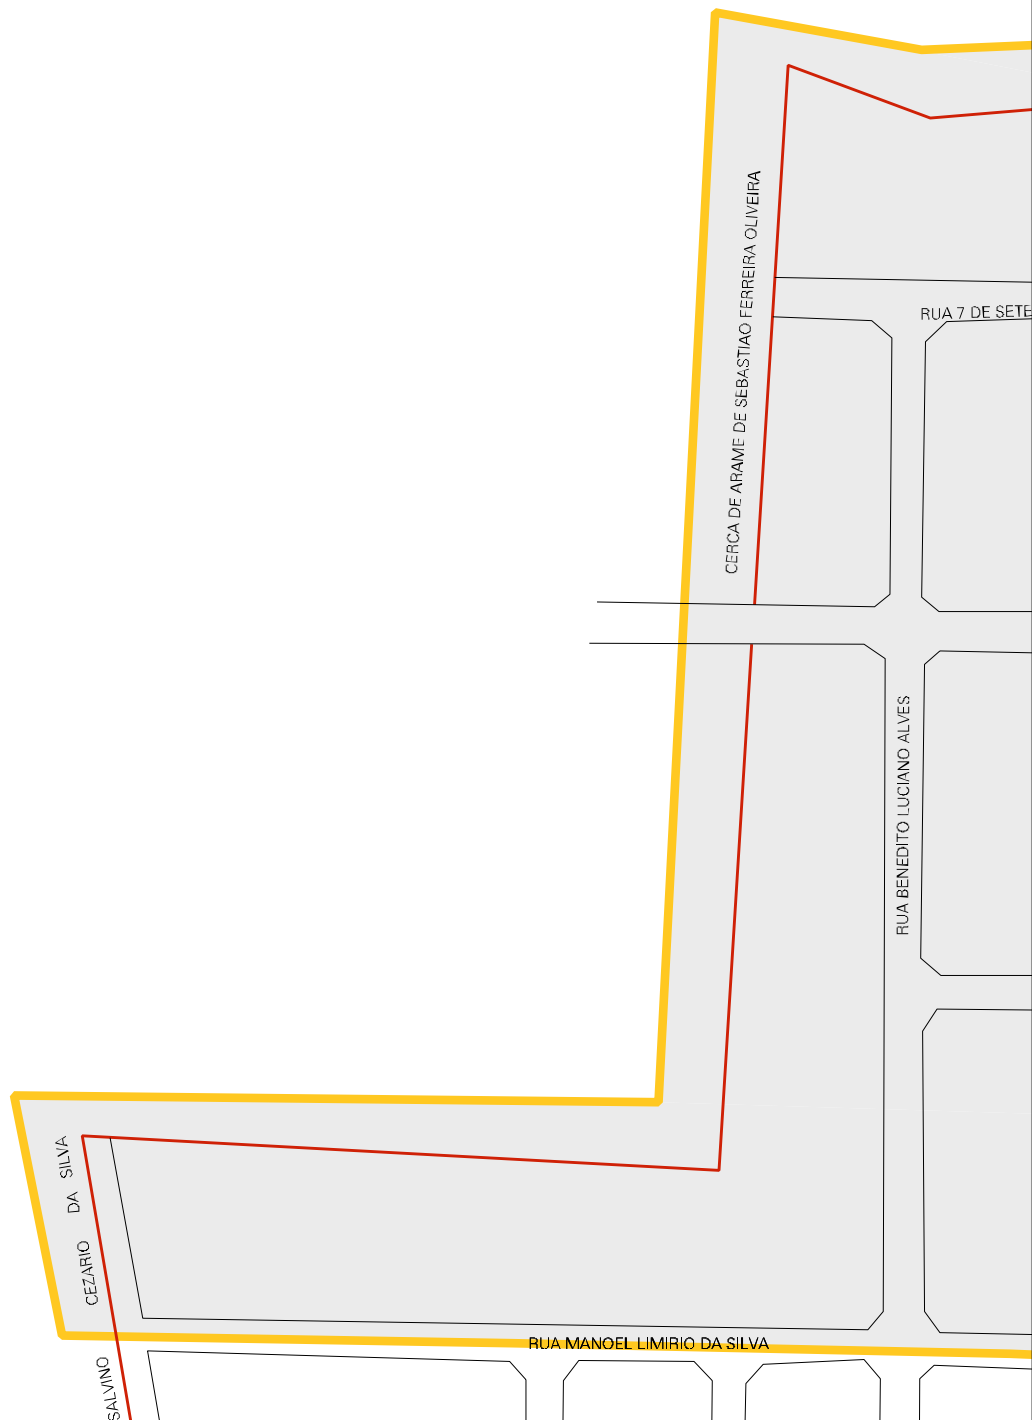 CERCA DE ARAME DE SEBASTIAO FERREIRA OLIVEIRA
RUA 7 DE SETE
RUA BENEDITO LUCIANO ALVES
CEZARIO DA SILVA
RUA MANOEL LIMIRIO DA SILVA
SALVINO